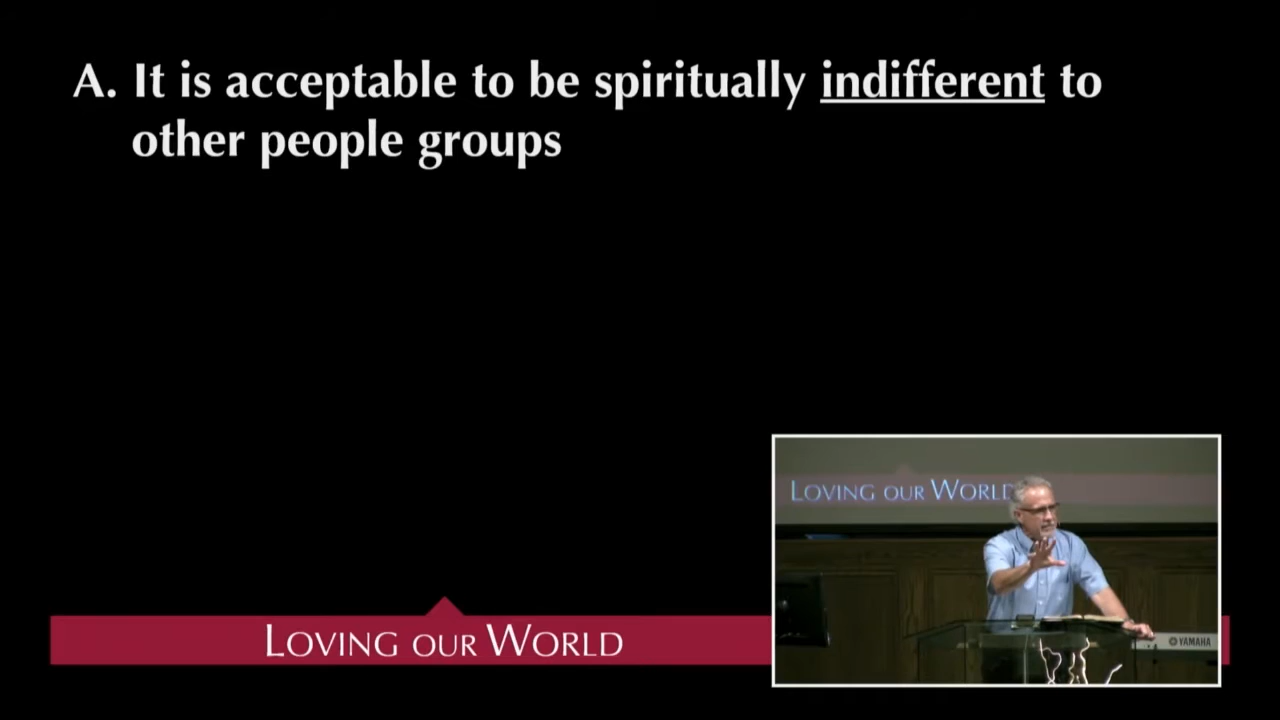 A. It is acceptable to be spiritually indifferent to
other people groups
LOVING OUR WORLD
LOVING OUR WORLD
YAMAHA